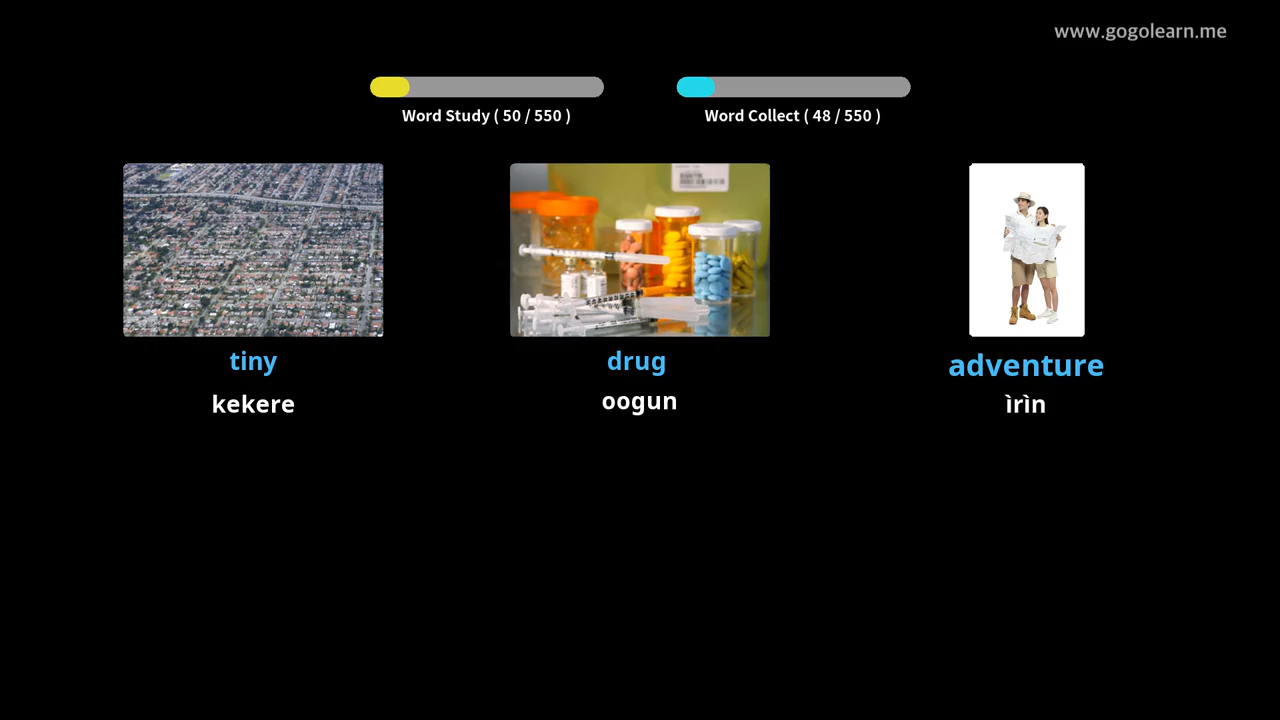 www.gogolearn.me
Word Study ( 50 / 550 )
Word Collect ( 48 / 550 )
tiny
kekere
drug
oogun
adventure
ìrìn